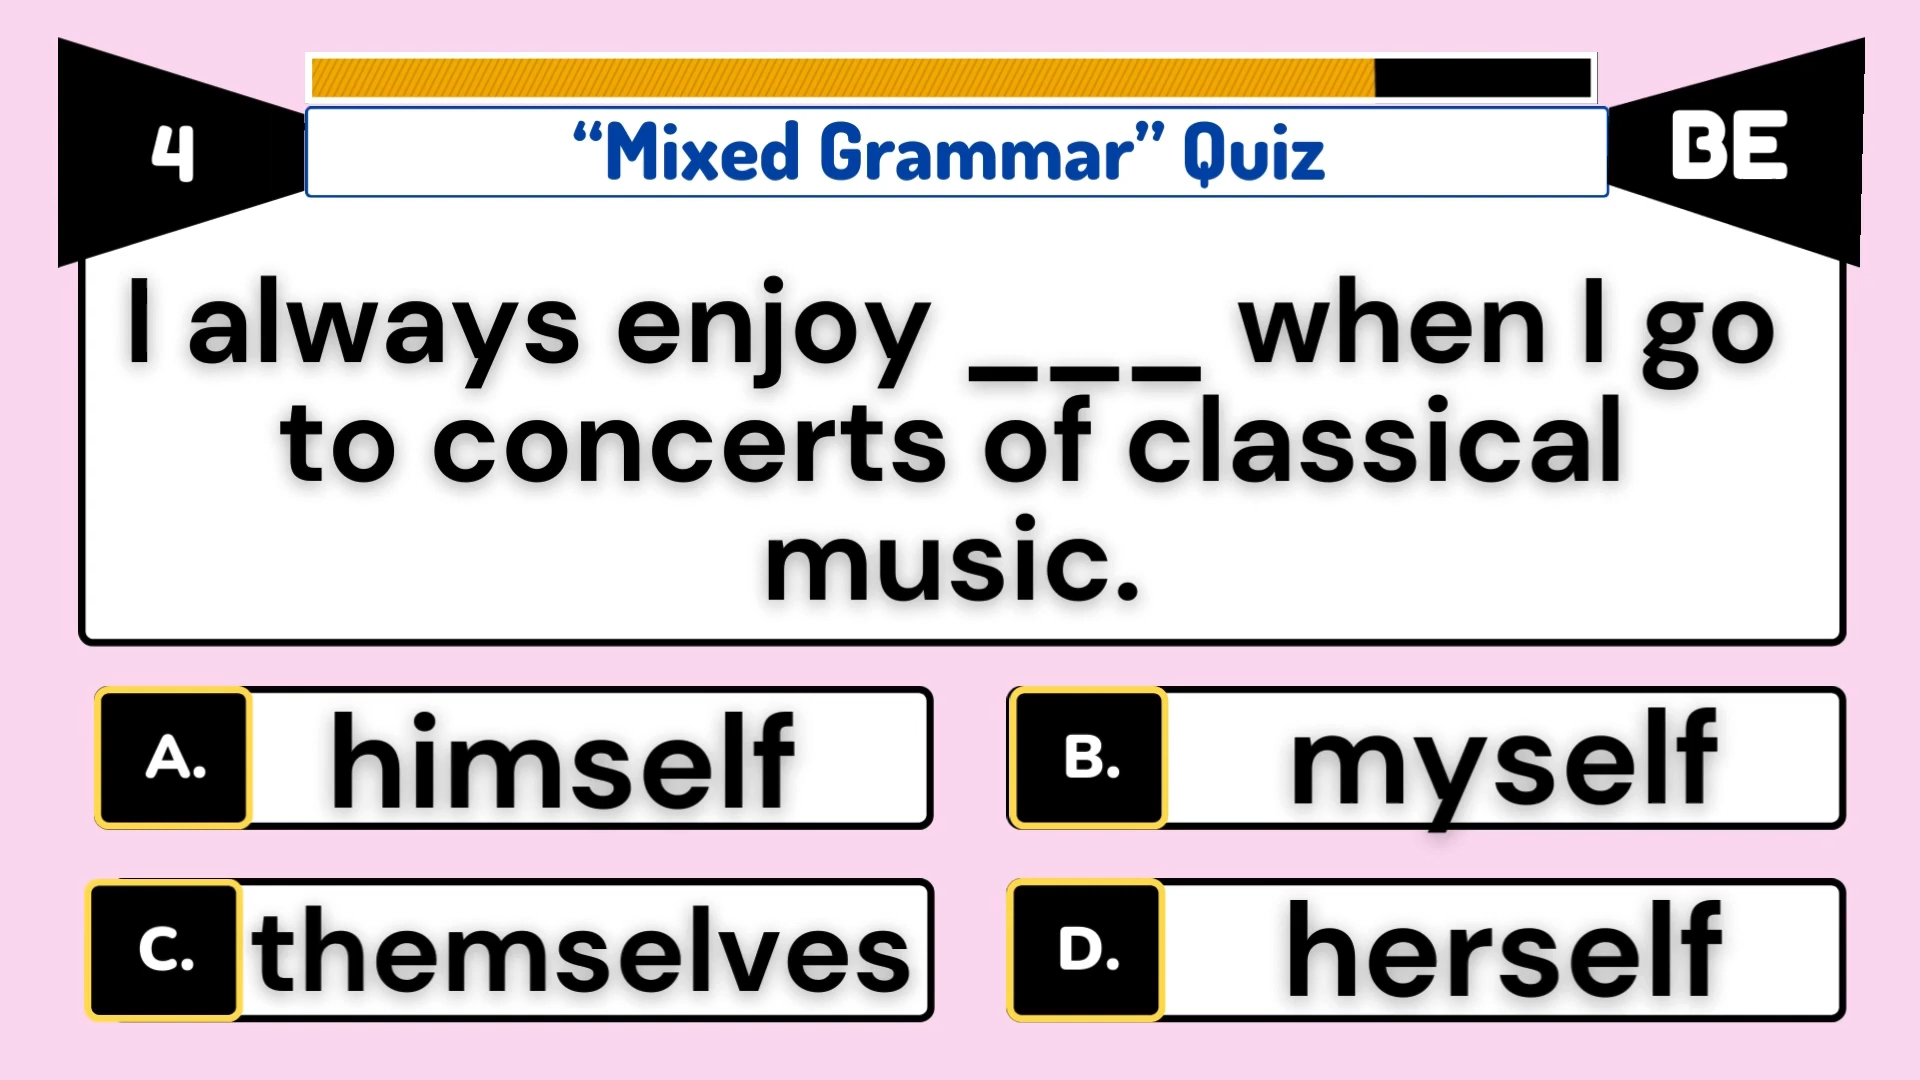 4
“Mixed Grammar” Quiz
BE
I always enjoy ___ when I go
to concerts of classical
music.
A. himself
B. myself
C. themselves
D. herself